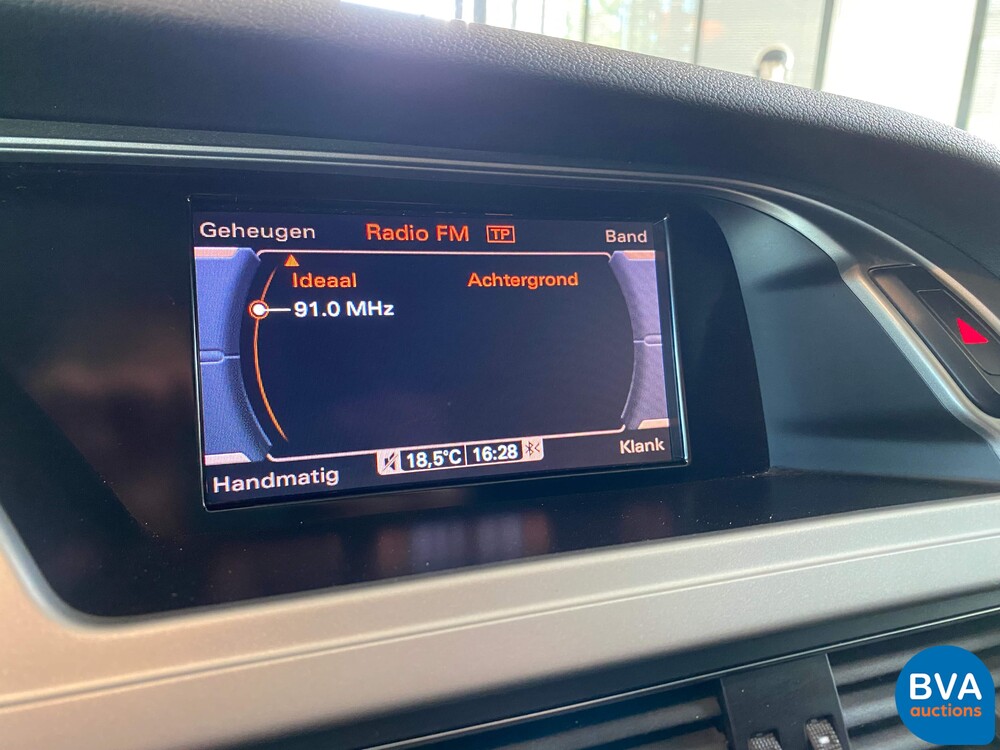 Geheugen Radio FM TP Band
Ideaal Achtergrond
91.0 MHz
18,5°C 16:28
Handmatig Klank
BVA
auctions